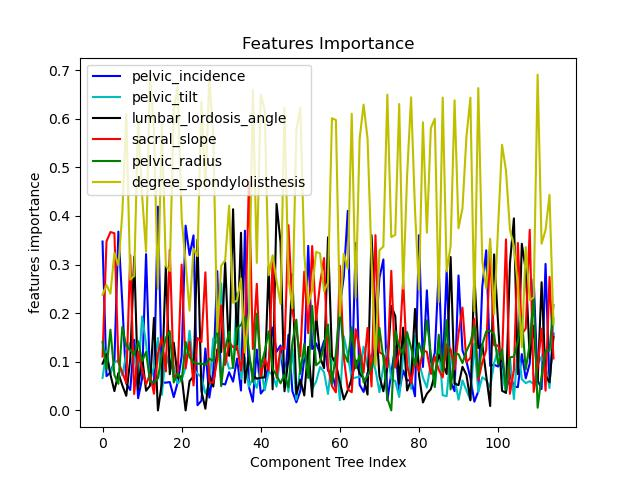 Features Importance
pelvic_incidence
pelvic_tilt
lumbar_lordosis_angle
sacral_slope
pelvic_radius
degree_spondylolisthesis
features importance
0.7
0.6
0.5
0.4
0.3
0.2
0.1
0.0
0 20 40 60 80 100
Component Tree Index